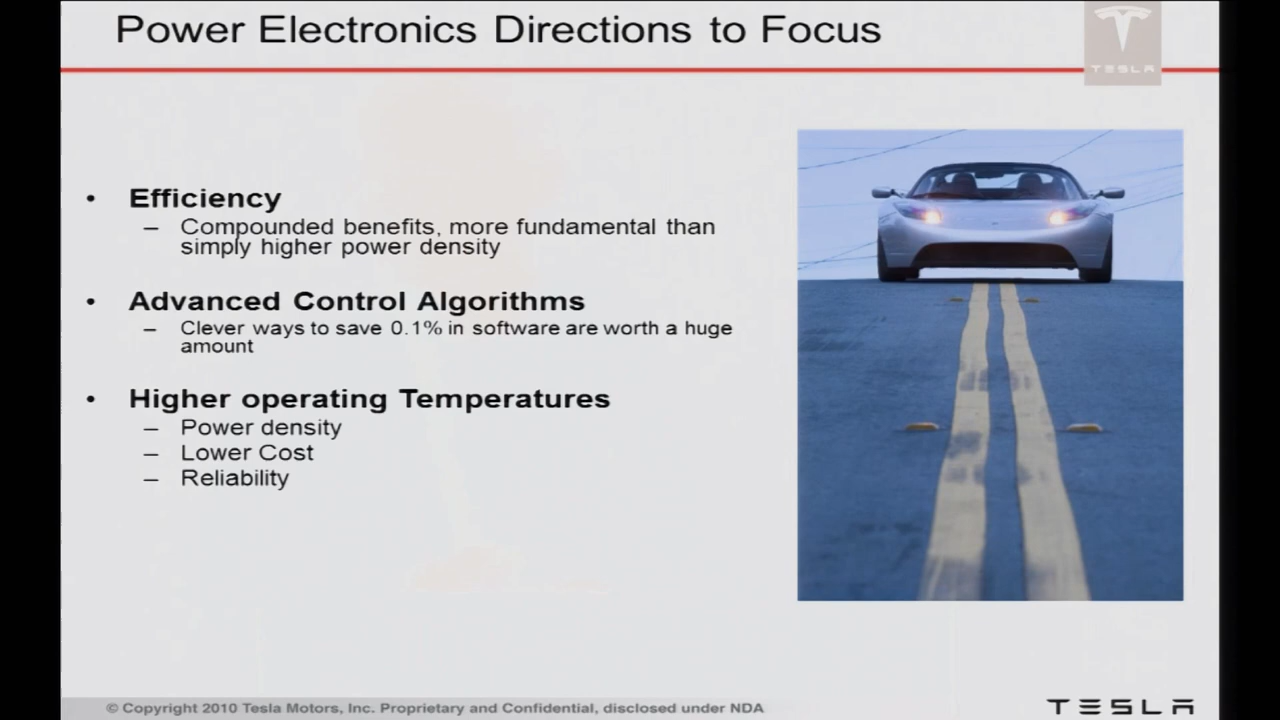 Power Electronics Directions to Focus
TESLA
• Efficiency
– Compounded benefits, more fundamental than
simply higher power density
• Advanced Control Algorithms
– Clever ways to save 0.1% in software are worth a huge
amount
• Higher operating Temperatures
– Power density
– Lower Cost
– Reliability
© Copyright 2010 Tesla Motors, Inc. Proprietary and Confidential, disclosed under NDA
TESLA